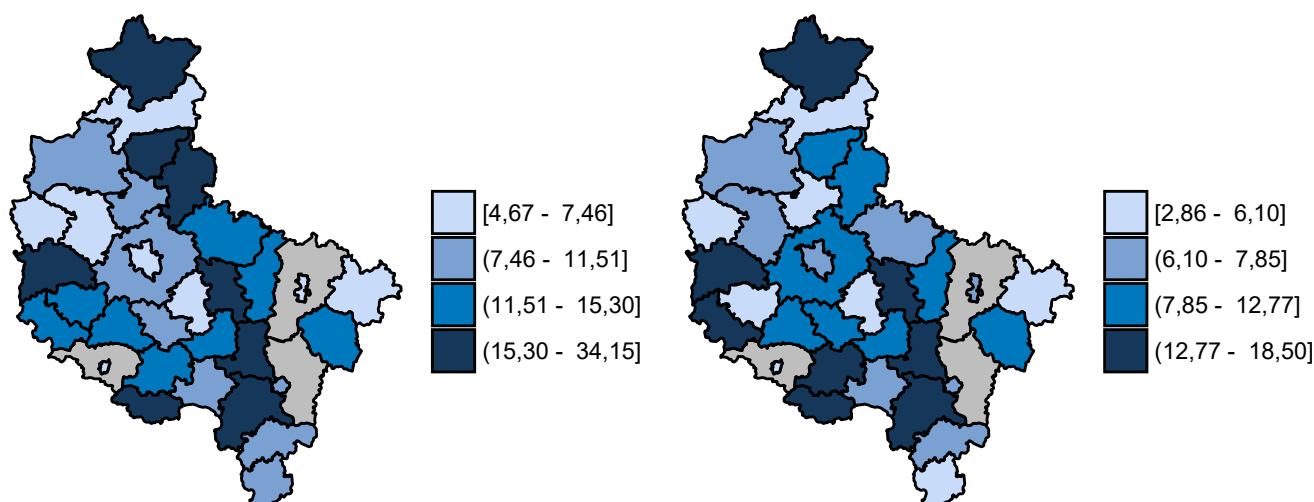 [4,67 - 7,46]
(7,46 - 11,51]
(11,51 - 15,30]
(15,30 - 34,15]
[2,86 - 6,10]
(6,10 - 7,85]
(7,85 - 12,77]
(12,77 - 18,50]